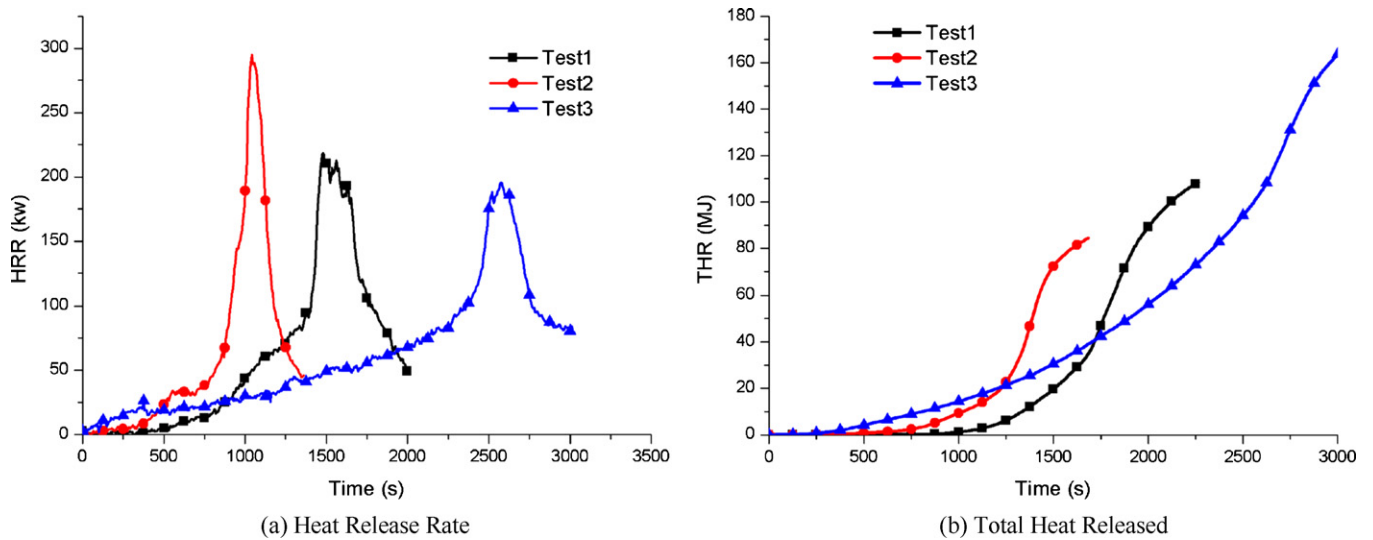 350
300
250
200
150
100
50
0
HRR (kw)
Test1
Test2
Test3
0 500 1000 1500 2000 2500 3000 3500
Time (s)
(a) Heat Release Rate
180
160
140
120
100
80
60
40
20
0
THR (MJ)
Test1
Test2
Test3
0 500 1000 1500 2000 2500 3000
Time (s)
(b) Total Heat Released